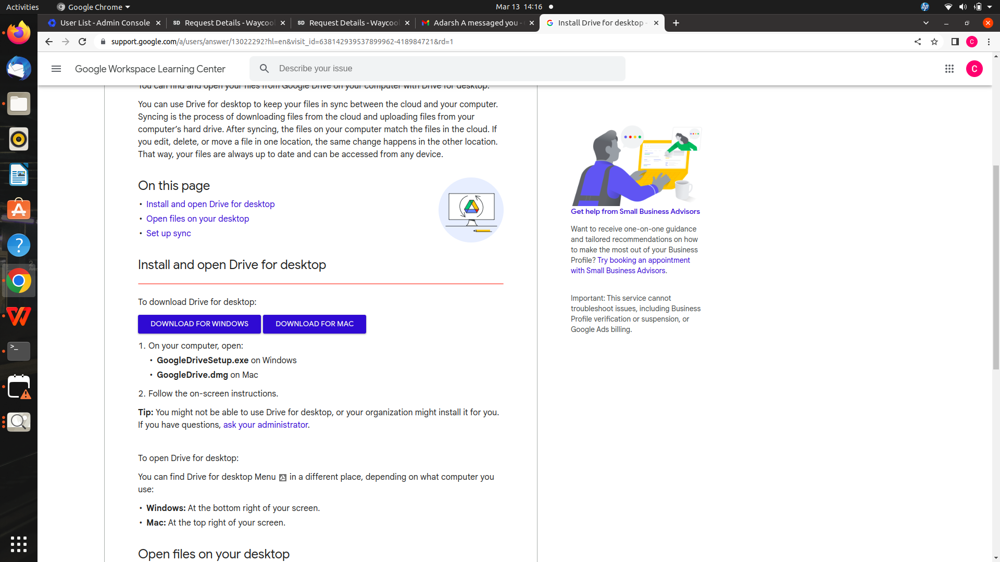 Activities
Google Chrome
Mar 13 14:16
User List - Admin Console
SD Request Details - Waycool
SD Request Details - Waycool
Adarsh A messaged you -
Install Drive for desktop -
support.google.com/a/users/answer/13022292?hl=en&visit_id=638142939537899962-418984721&rd=1
C
Google Workspace Learning Center
Describe your issue
C
You can find and open your files from Google Drive on your computer with Drive for desktop.
You can use Drive for desktop to keep your files in sync between the cloud and your computer.
Syncing is the process of downloading files from the cloud and uploading files from your
computer’s hard drive. After syncing, the files on your computer match the files in the cloud. If
you edit, delete, or move a file in one location, the same change happens in the other location.
That way, your files are always up to date and can be accessed from any device.
On this page
• Install and open Drive for desktop
• Open files on your desktop
• Set up sync
Install and open Drive for desktop
To download Drive for desktop:
DOWNLOAD FOR WINDOWS
DOWNLOAD FOR MAC
1. On your computer, open:
• GoogleDriveSetup.exe on Windows
• GoogleDrive.dmg on Mac
2. Follow the on-screen instructions.
Tip: You might not be able to use Drive for desktop, or your organization might install it for you.
If you have questions, ask your administrator.
To open Drive for desktop:
You can find Drive for desktop Menu in a different place, depending on what computer you
use:
• Windows: At the bottom right of your screen.
• Mac: At the top right of your screen.
Open files on your desktop
Get help from Small Business Advisors
Want to receive one-on-one guidance
and tailored recommendations on how
to make the most out of your Business
Profile? Try booking an appointment
with Small Business Advisors.
Important: This service cannot
troubleshoot issues, including Business
Profile verification or suspension, or
Google Ads billing.